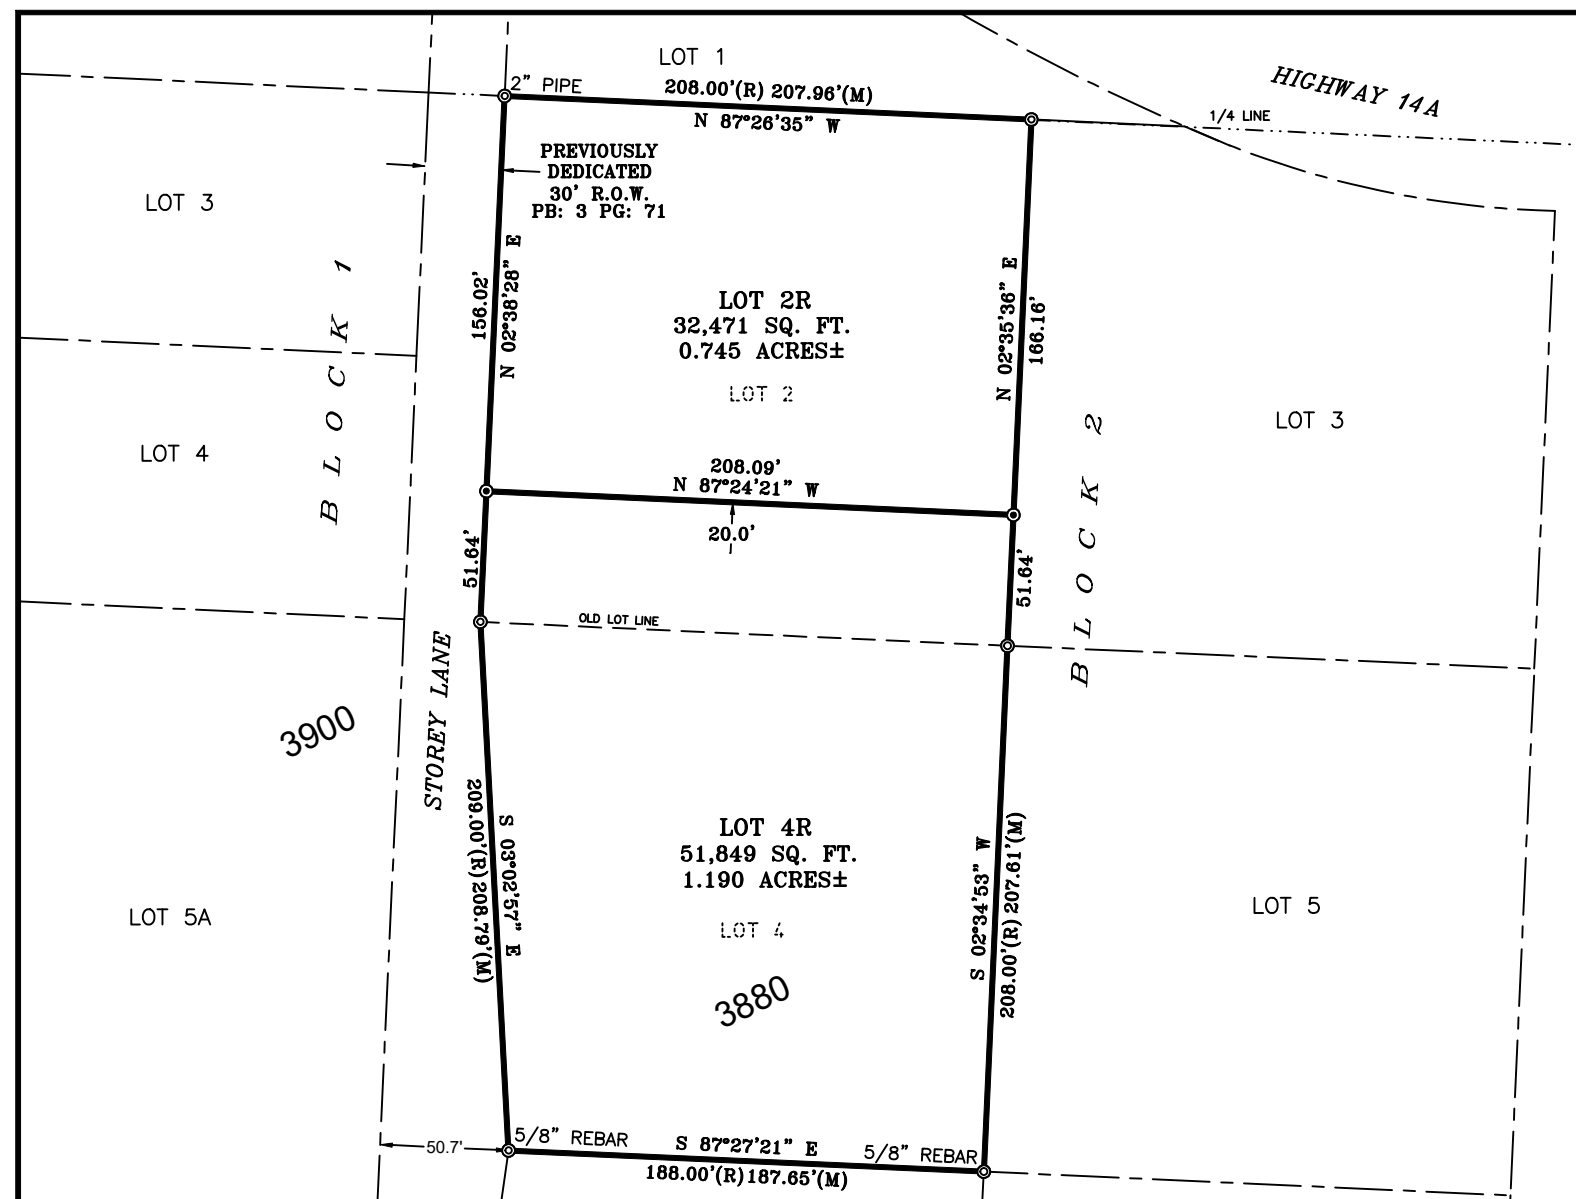 LOT 1
HIGHWAY 14A
2” PIPE
208.00'(R) 207.96'(M)
N 87°26'35” W
1/4 LINE
PREVIOUSLY
DEDICATED
30' R.O.W.
PB: 3 PG: 71
LOT 3
BLOCK 1
156.02'
N 02°38'28” E
LOT 2R
32,471 SQ. FT.
0.745 ACRES±
LOT 2
N 02°35'36” E
166.16'
LOT 3
BLOCK 2
LOT 4
208.09'
N 87°24'21” W
20.0'
51.64'
51.64'
OLD LOT LINE
STOREY LANE
3900
209.00'(R) 208.79'(M)
S 03°02'57” E
LOT 4R
51,849 SQ. FT.
1.190 ACRES±
LOT 4
3880
S 02°34'53” W
208.00'(R) 207.61'(M)
LOT 5A
LOT 5
50.7'
5/8” REBAR
S 87°27'21” E
5/8” REBAR
188.00'(R) 187.65'(M)